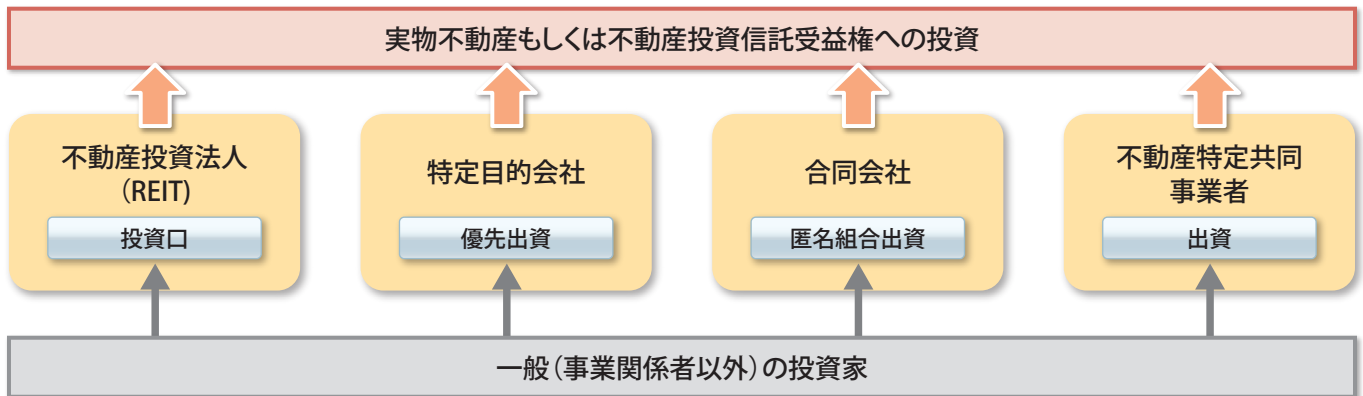 実物不動産もしくは不動産投資信託受益権への投資
不動産投資法人
（REIT)
投資口
特定目的会社
優先出資
合同会社
匿名組合出資
不動産特定共同
事業者
出資
一般（事業関係者以外）の投資家